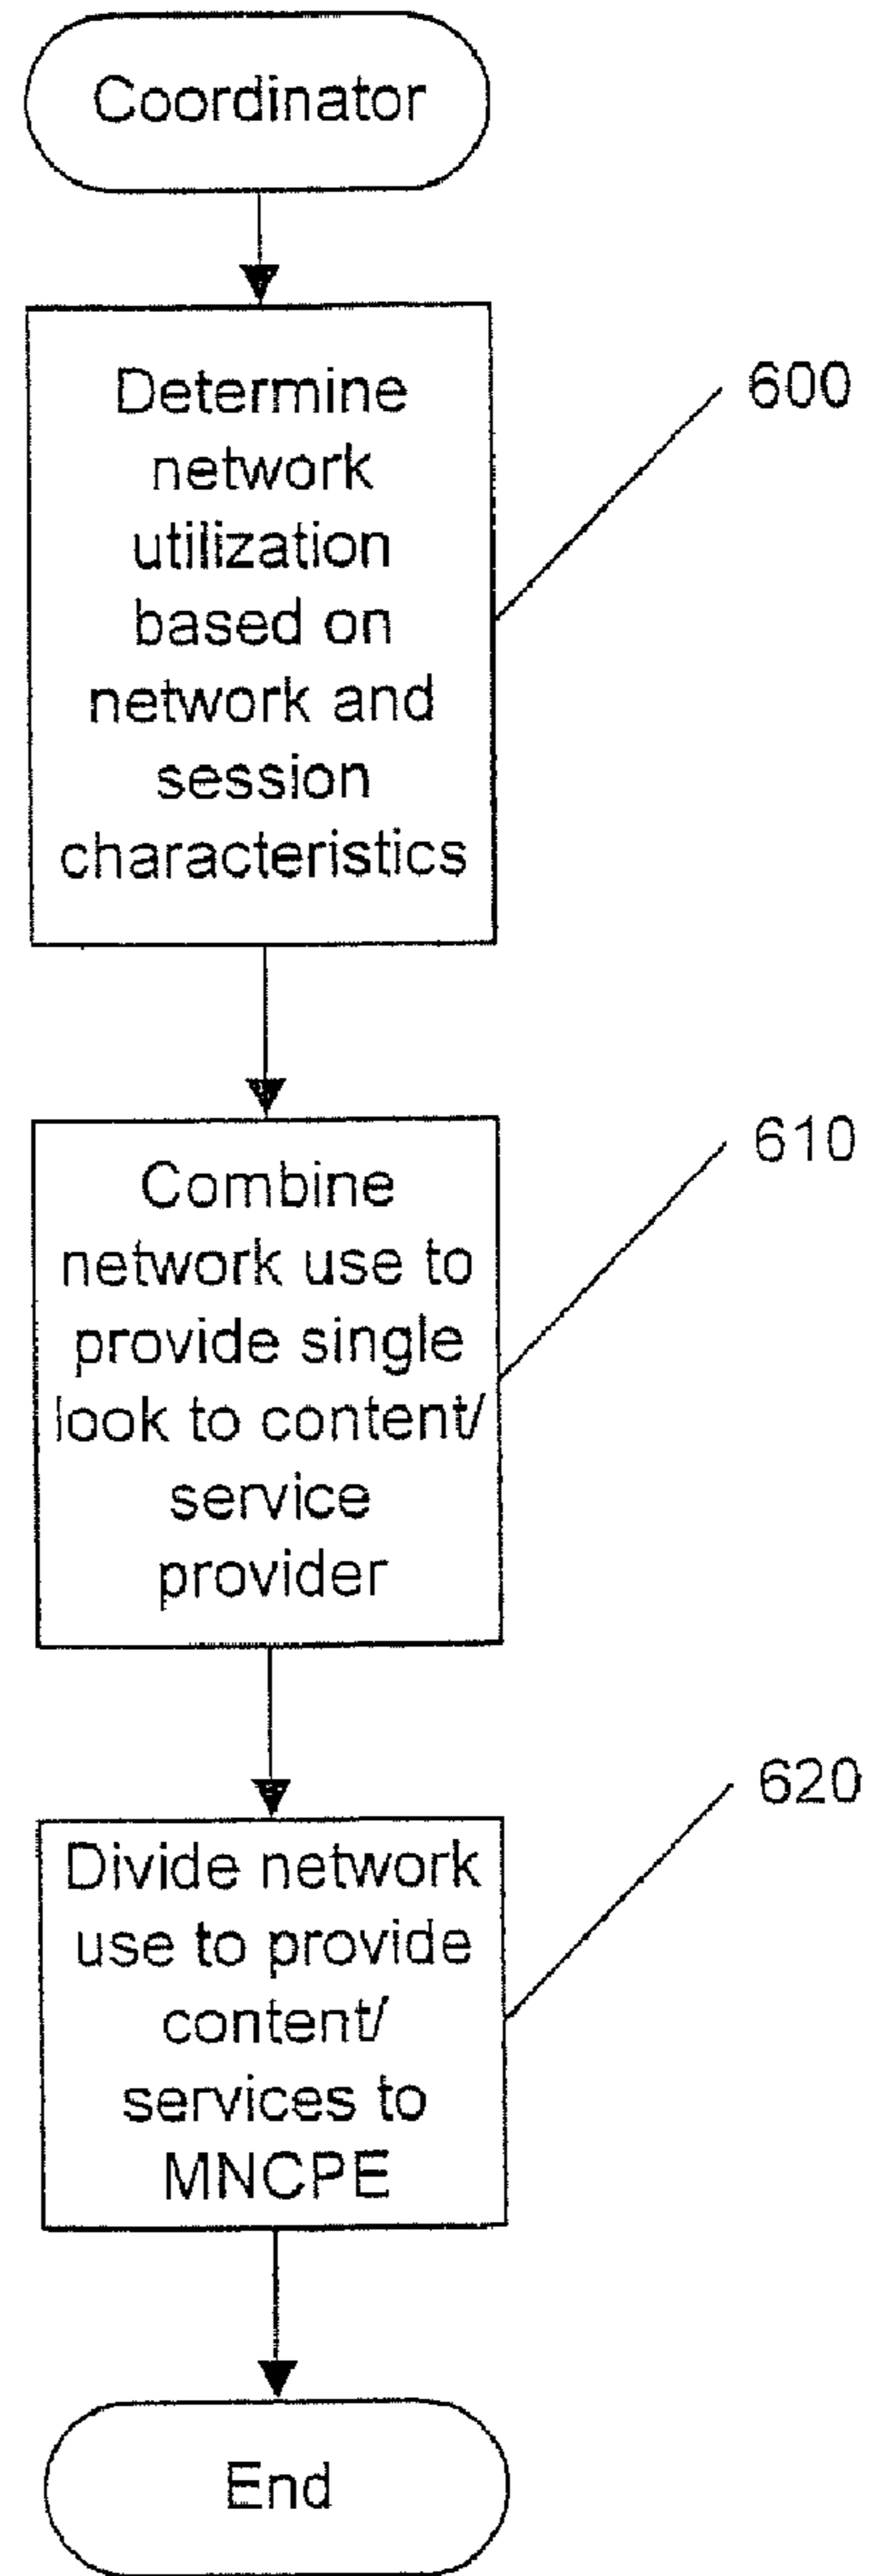 Coordinator
Determine
network
utilization
based on
network and
session
characteristics
600
Combine
network use to
provide single
look to content/
service
provider
610
Divide network
use to provide
content/
services to
MNCPE
620
End